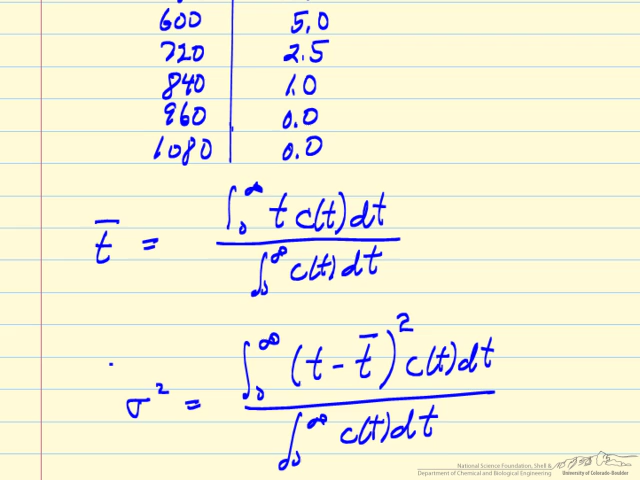 600 5.0
720 2.5
840 1.0
960 0.0
1080 0.0
t̄ = ∫₀^∞ t c(t) dt / ∫₀^∞ c(t) dt
σ² = ∫₀^∞ (t - t̄)² c(t) dt / ∫₀^∞ c(t) dt
National Science Foundation, Shell &
Department of Chemical and Biological Engineering
University of Colorado-Boulder